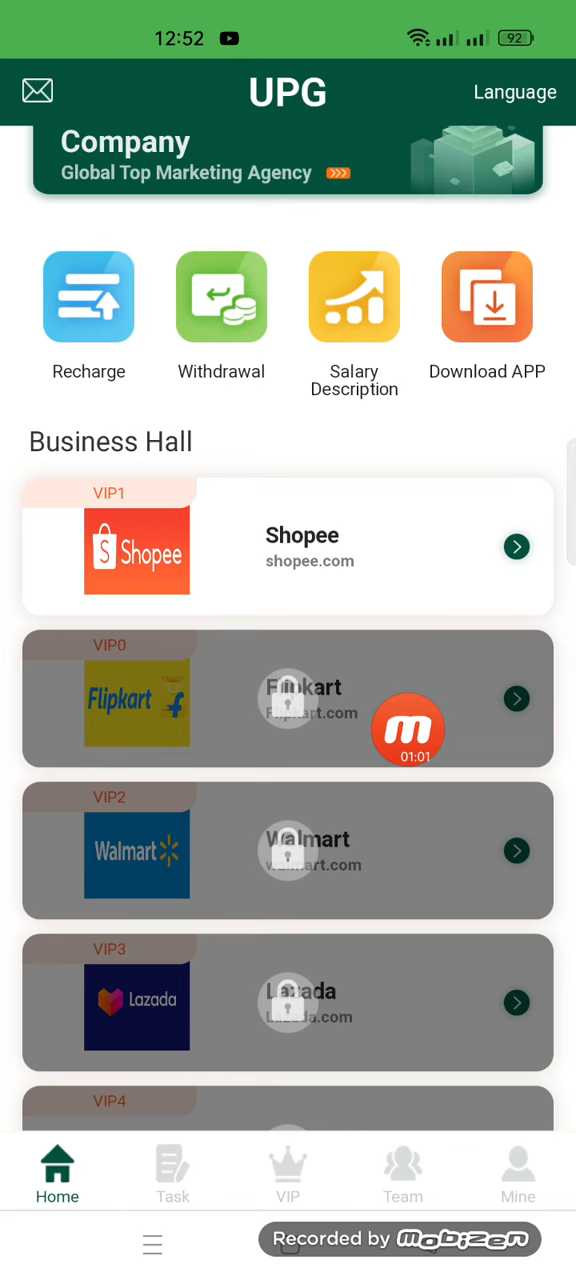 12:52
92
UPG
Language
Company
Global Top Marketing Agency
Recharge
Withdrawal
Salary
Description
Download APP
Business Hall
VIP1
Shopee
Shopee
shopee.com
VIP0
Flipkart
Flipkart
Flipkart.com
m
01:01
VIP2
Walmart
Walmart
walmart.com
VIP3
Lazada
Lazada
Lazada.com
VIP4
Home
Task
VIP
Team
Mine
Recorded by mobizen